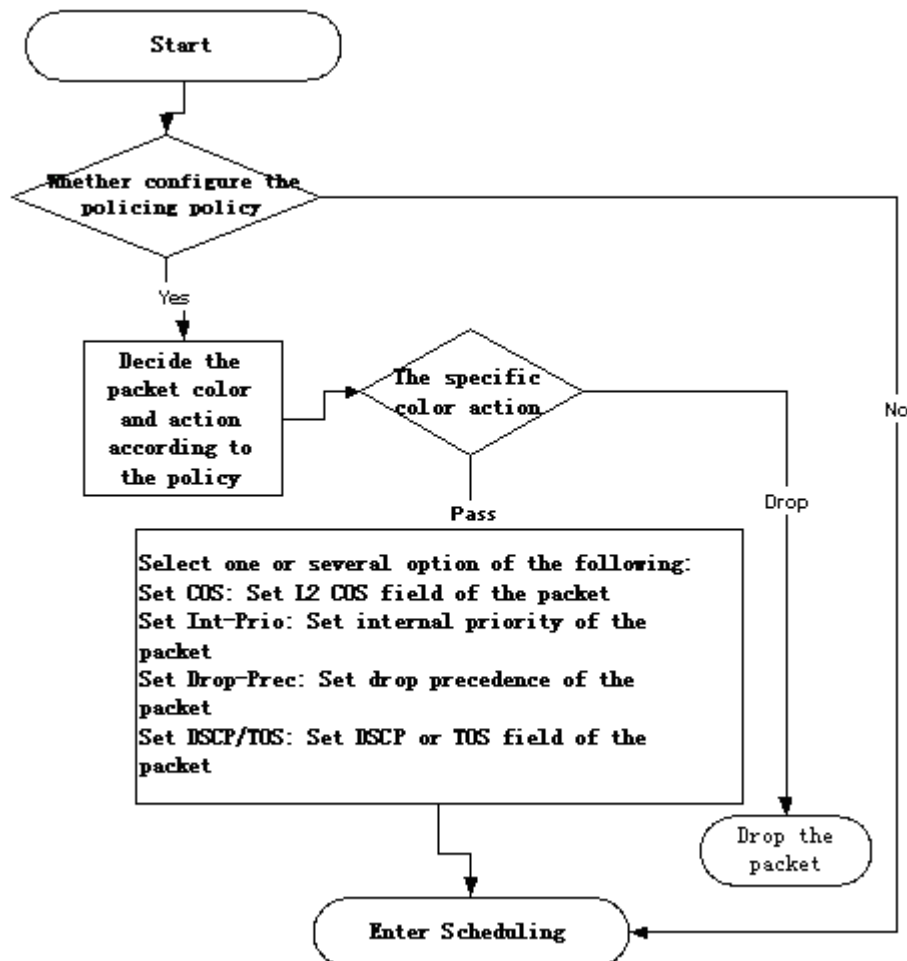 Start
Whether configure the
policing policy
Yes
Decide the
packet color
and action
according to
the policy
The specific
color action
No
Drop
Pass
Select one or several option of the following:
Set COS: Set L2 COS field of the packet
Set Int-Prio: Set internal priority of the
packet
Set Drop-Prec: Set drop precedence of the
packet
Set DSCP/TOS: Set DSCP or TOS field of the
packet
Drop the
packet
Enter Scheduling